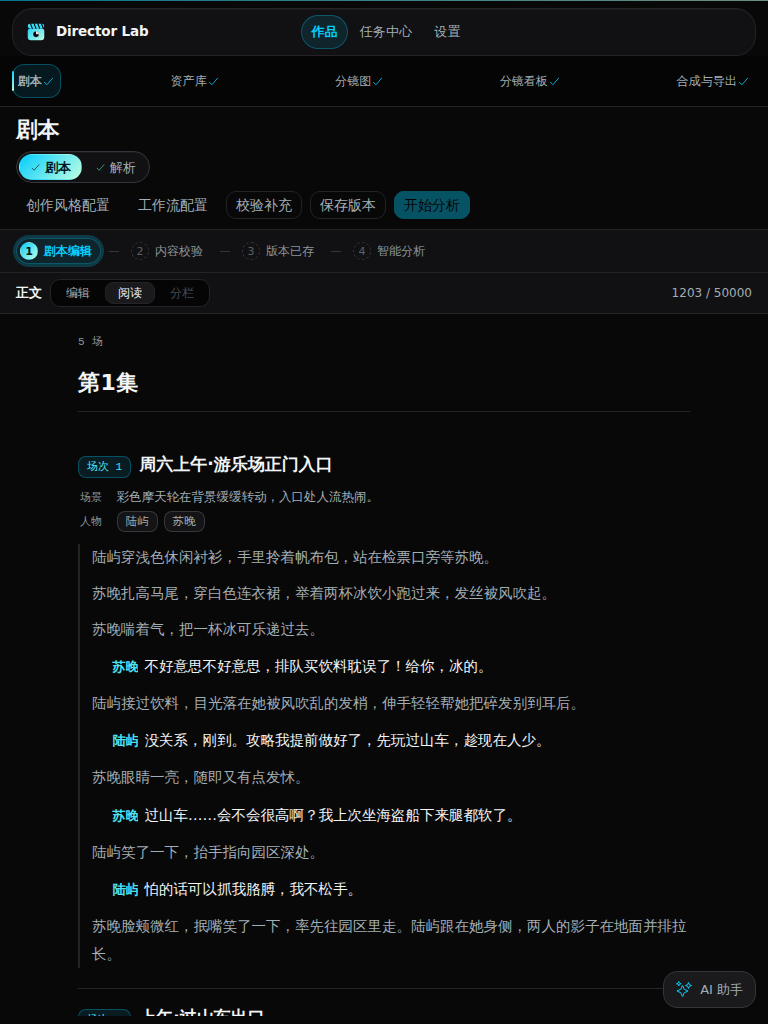 Director Lab
作品
任务中心
设置
剧本
资产库
分镜图
分镜看板
合成与导出
剧本
剧本
解析
创作风格配置
工作流配置
校验补充
保存版本
开始分析
1 剧本编辑
2 内容校验
3 版本已存
4 智能分析
正文
编辑
阅读
分栏
1203 / 50000
5 场
第1集
场次 1 周六上午·游乐场正门入口
场景 彩色摩天轮在背景缓缓转动，入口处人流热闹。
人物 陆屿 苏晚
陆屿穿浅色休闲衬衫，手里拎着帆布包，站在检票口旁等苏晚。
苏晚扎高马尾，穿白色连衣裙，举着两杯冰饮小跑过来，发丝被风吹起。
苏晚喘着气，把一杯冰可乐递过去。
苏晚 不好意思不好意思，排队买饮料耽误了！给你，冰的。
陆屿接过饮料，目光落在她被风吹乱的发梢，伸手轻轻帮她把碎发别到耳后。
陆屿 没关系，刚到。攻略我提前做好了，先玩过山车，趁现在人少。
苏晚眼睛一亮，随即又有点发怵。
苏晚 过山车……会不会很高啊？我上次坐海盗船下来腿都软了。
陆屿笑了一下，抬手指向园区深处。
陆屿 怕的话可以抓我胳膊，我不松手。
苏晚脸颊微红，抿嘴笑了一下，率先往园区里走。陆屿跟在她身侧，两人的影子在地面并排拉
长。
上午·过山车出口
AI 助手